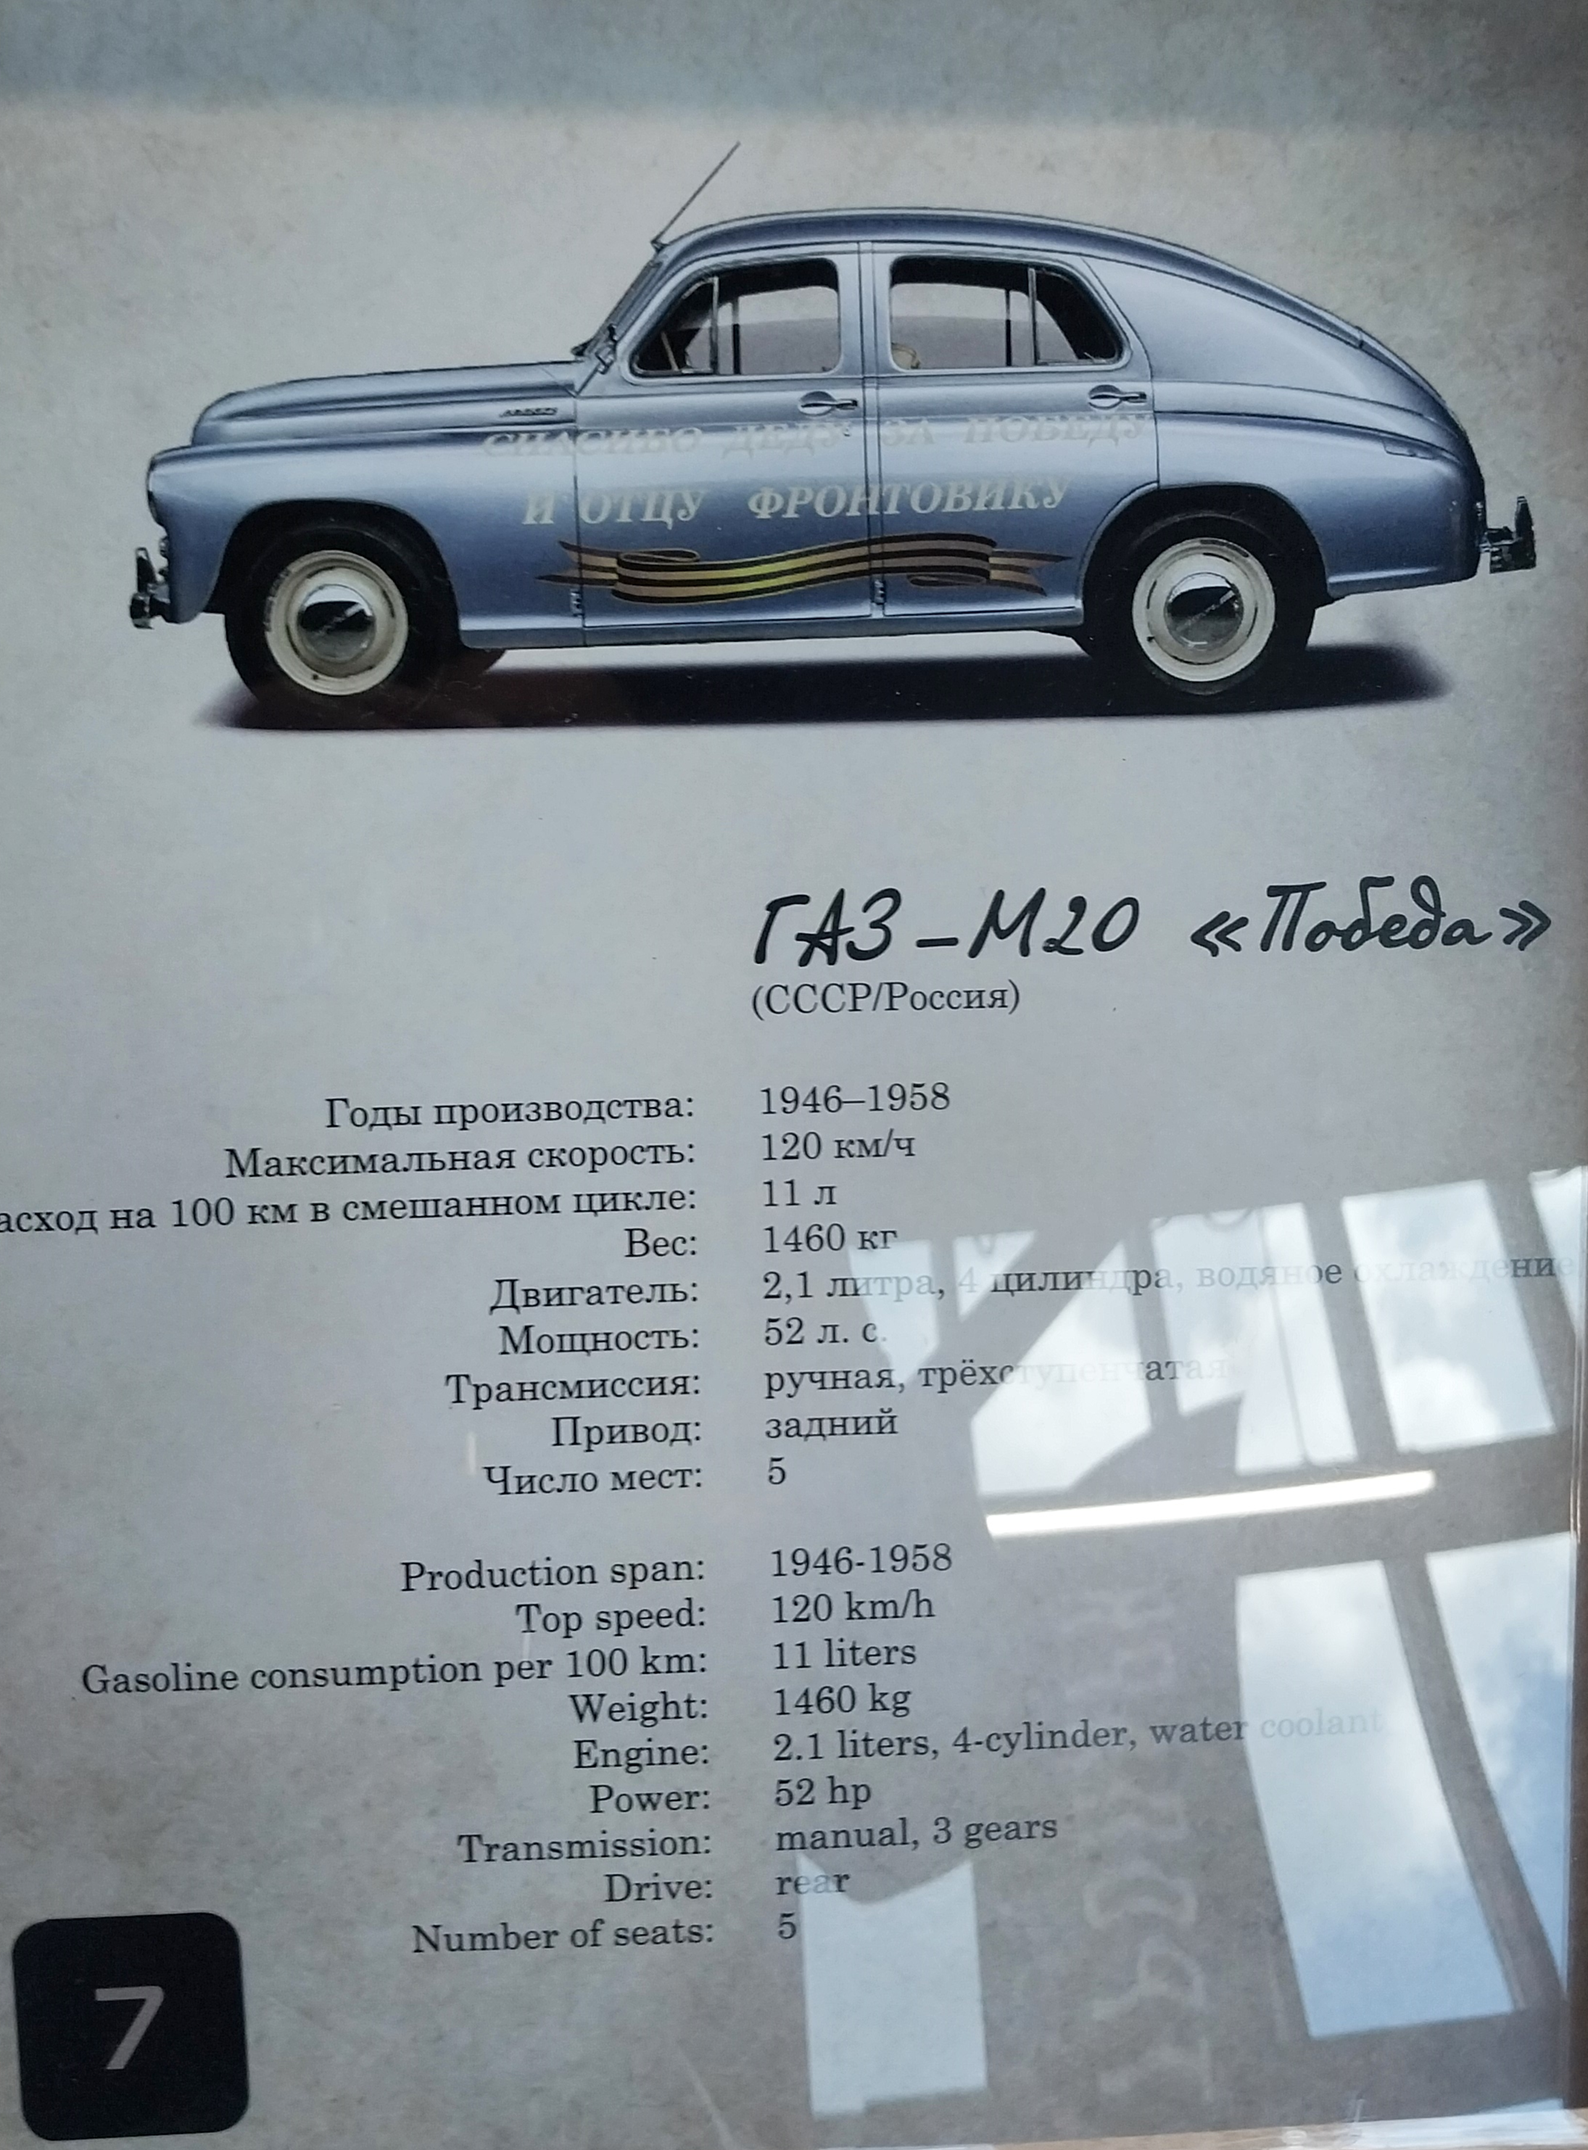 СПАСИБО ДЕДУ ЗА ПОБЕДУ
И ОТЦУ ФРОНТОВИКУ
ГАЗ-М20 «Победа»
(СССР/Россия)
Годы производства: 1946–1958
Максимальная скорость: 120 км/ч
асход на 100 км в смешанном цикле: 11 л
Вес: 1460 кг
Двигатель: 2,1 литра, 4 цилиндра, водяное охлаждение
Мощность: 52 л. с.
Трансмиссия: ручная, трёхступенчатая
Привод: задний
Число мест: 5
Production span: 1946-1958
Top speed: 120 km/h
Gasoline consumption per 100 km: 11 liters
Weight: 1460 kg
Engine: 2.1 liters, 4-cylinder, water coolant
Power: 52 hp
Transmission: manual, 3 gears
Drive: rear
Number of seats: 5
7